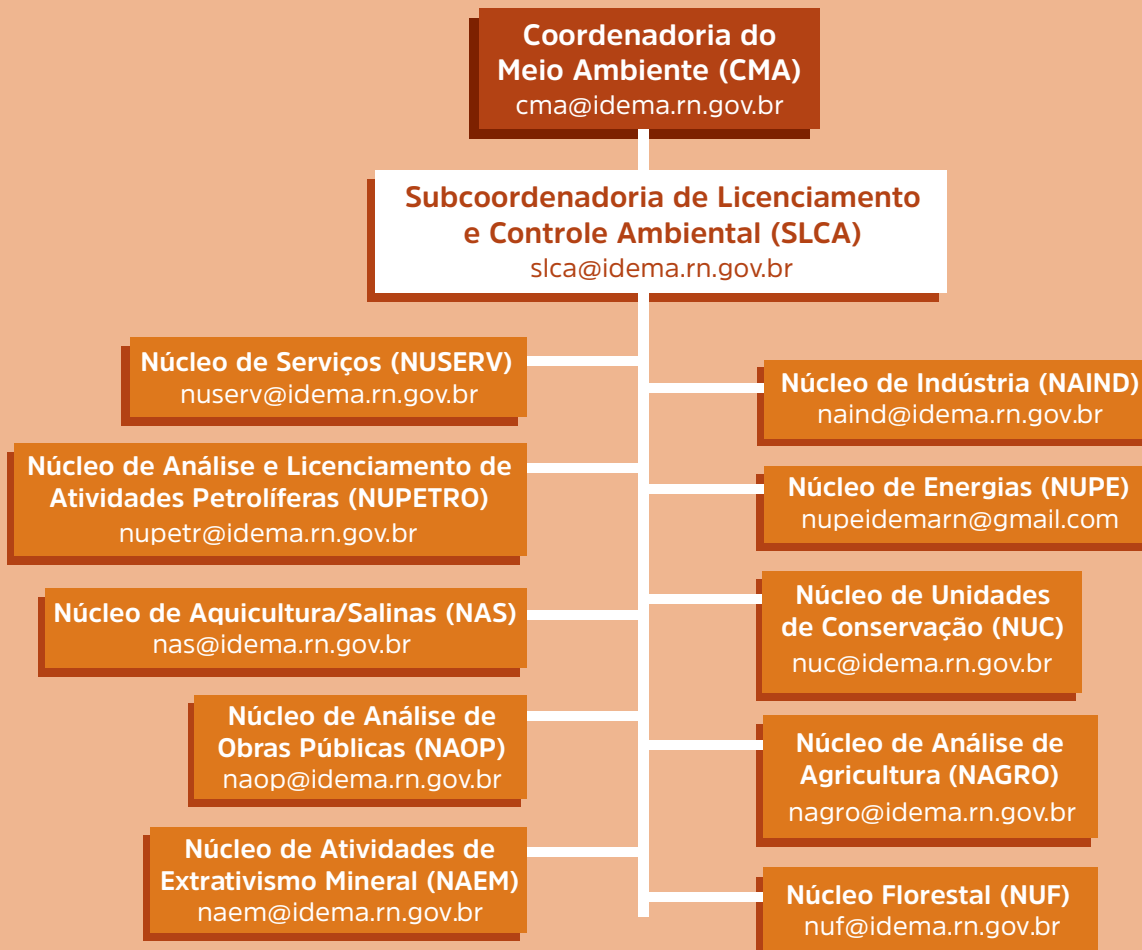 Coordenadoria do
Meio Ambiente (CMA)
cma@idema.rn.gov.br
Subcoordenadoria de Licenciamento
e Controle Ambiental (SLCA)
slca@idema.rn.gov.br
Núcleo de Serviços (NUSERV)
nuserv@idema.rn.gov.br
Núcleo de Indústria (NAIND)
naind@idema.rn.gov.br
Núcleo de Análise e Licenciamento de
Atividades Petrolíferas (NUPETRO)
nupetr@idema.rn.gov.br
Núcleo de Energias (NUPE)
nupeidemarn@gmail.com
Núcleo de Aquicultura/Salinas (NAS)
nas@idema.rn.gov.br
Núcleo de Unidades
de Conservação (NUC)
nuc@idema.rn.gov.br
Núcleo de Análise de
Obras Públicas (NAOP)
naop@idema.rn.gov.br
Núcleo de Análise de
Agricultura (NAGRO)
nagro@idema.rn.gov.br
Núcleo de Atividades de
Extrativismo Mineral (NAEM)
naem@idema.rn.gov.br
Núcleo Florestal (NUF)
nuf@idema.rn.gov.br